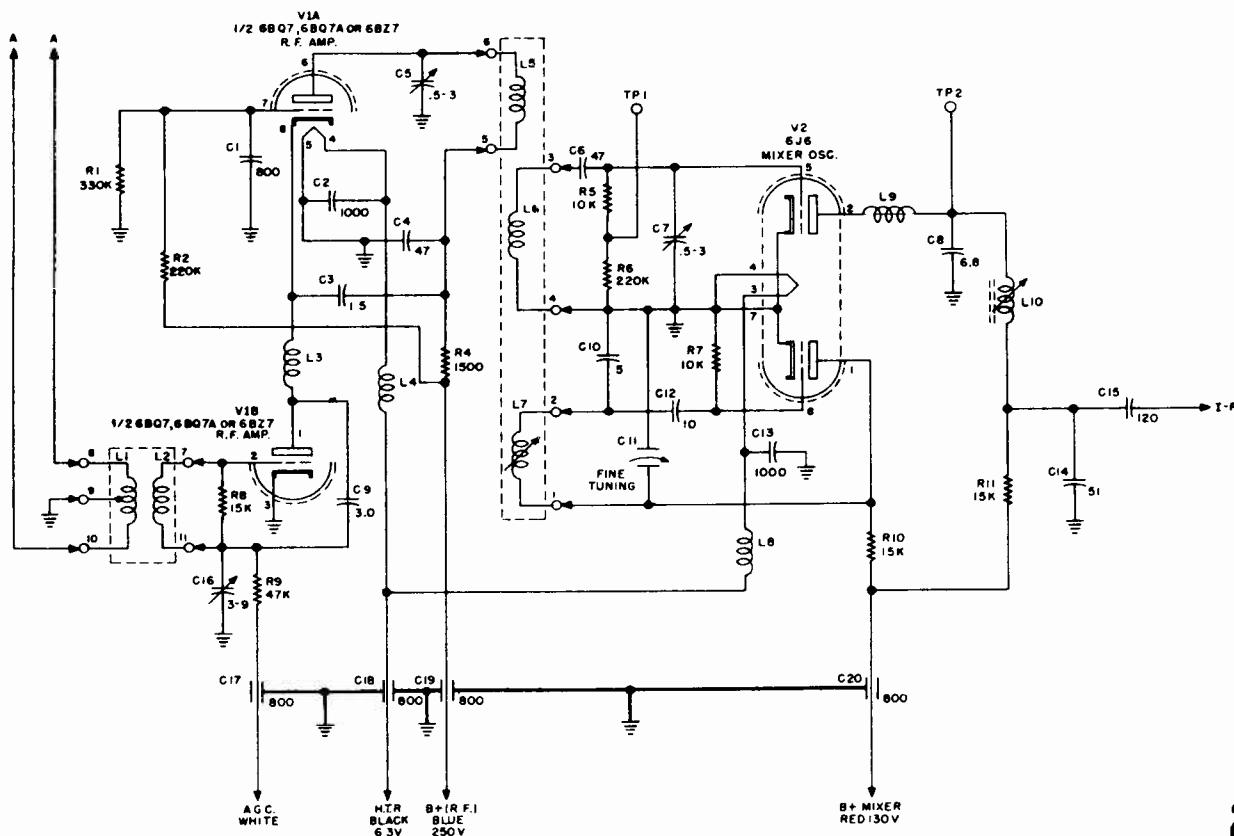 A
A
V1A
1/2 6BQ7, 6BQ7A OR 6BZ7
R.F. AMP.
6
7
8
5
4
C5
.5-3
6
L5
5
TP1
TP2
V2
6J6
MIXER OSC.
5
R1
330K
C1
800
C2
1000
C4
47
R2
220K
C3
1.5
3
C6
47
R5
10K
L6
R6
220K
C7
.5-3
4
4
3
7
2
L9
C8
6.8
L10
L3
L4
R4
1500
C10
5
R7
10K
1
6
L7
2
C12
10
C11
FINE
TUNING
C13
1000
1
C15
120
I-F
C14
51
R11
15K
V1B
1/2 6BQ7, 6BQ7A OR 6BZ7
R.F. AMP.
1
2
3
8
L1
L2
7
9
10
11
R8
15K
C9
3.0
C16
3-9
R9
47K
L8
R10
15K
C17
800
C18
800
C19
800
C20
800
A.G.C.
WHITE
HTR
BLACK
6.3V
B+(R.F.)
BLUE
250V
B+ MIXER
RED 130V